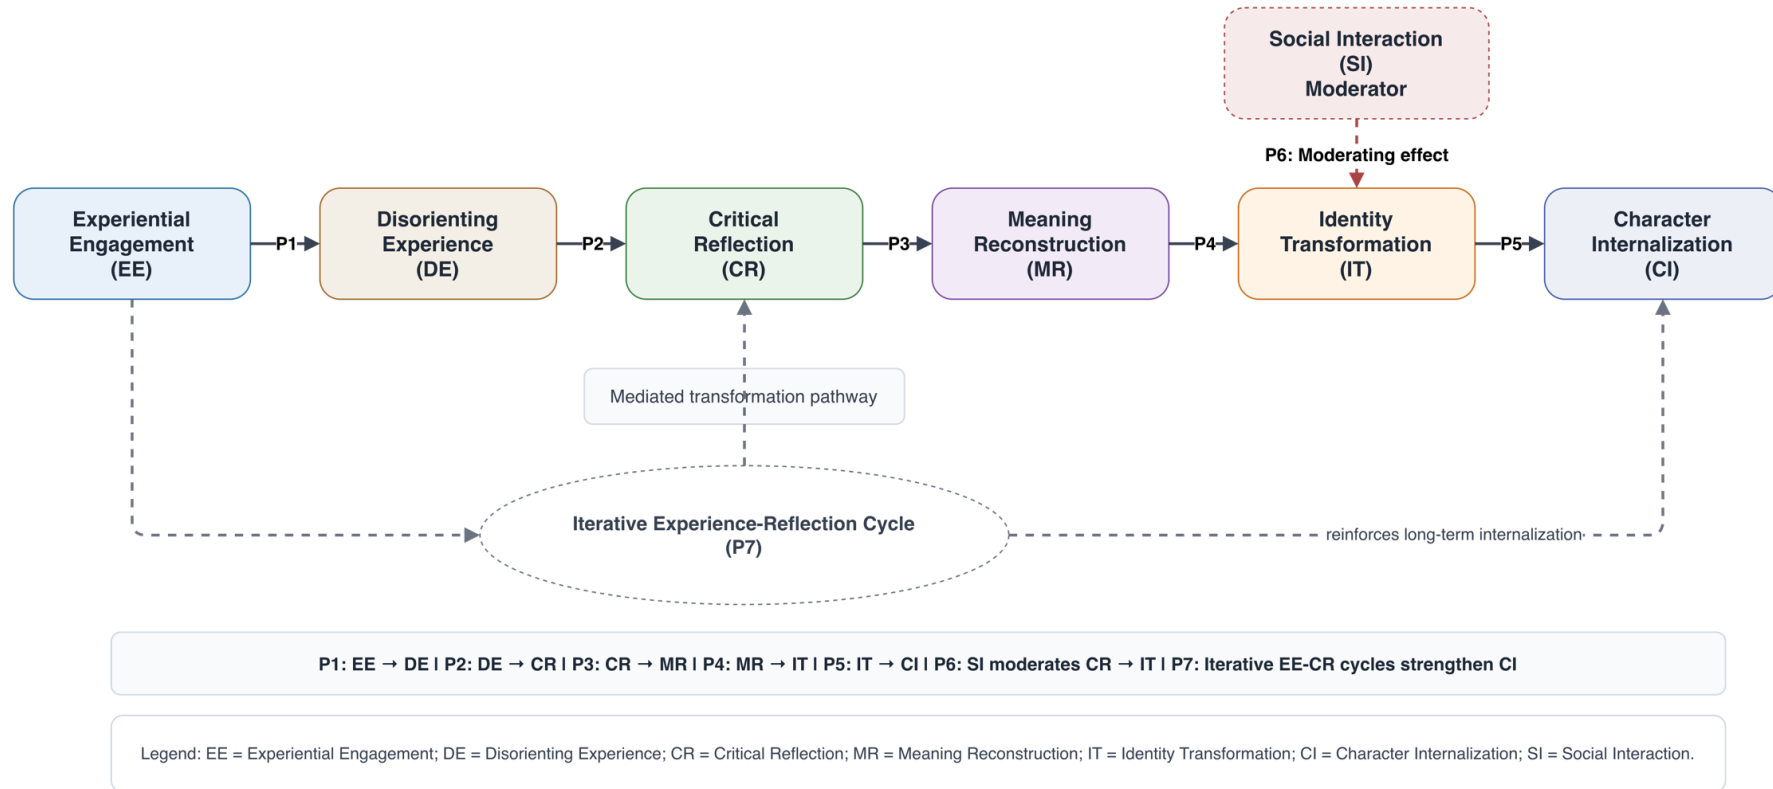 Social Interaction
(SI)
Moderator
P6: Moderating effect
Experiential
Engagement
(EE)
P1
Disorienting
Experience
(DE)
P2
Critical
Reflection
(CR)
P3
Meaning
Reconstruction
(MR)
P4
Identity
Transformation
(IT)
P5
Character
Internalization
(CI)
Mediated transformation pathway
Iterative Experience-Reflection Cycle
(P7)
reinforces long-term internalization
P1: EE → DE | P2: DE → CR | P3: CR → MR | P4: MR → IT | P5: IT → CI | P6: SI moderates CR → IT | P7: Iterative EE-CR cycles strengthen CI
Legend: EE = Experiential Engagement; DE = Disorienting Experience; CR = Critical Reflection; MR = Meaning Reconstruction; IT = Identity Transformation; CI = Character Internalization; SI = Social Interaction.